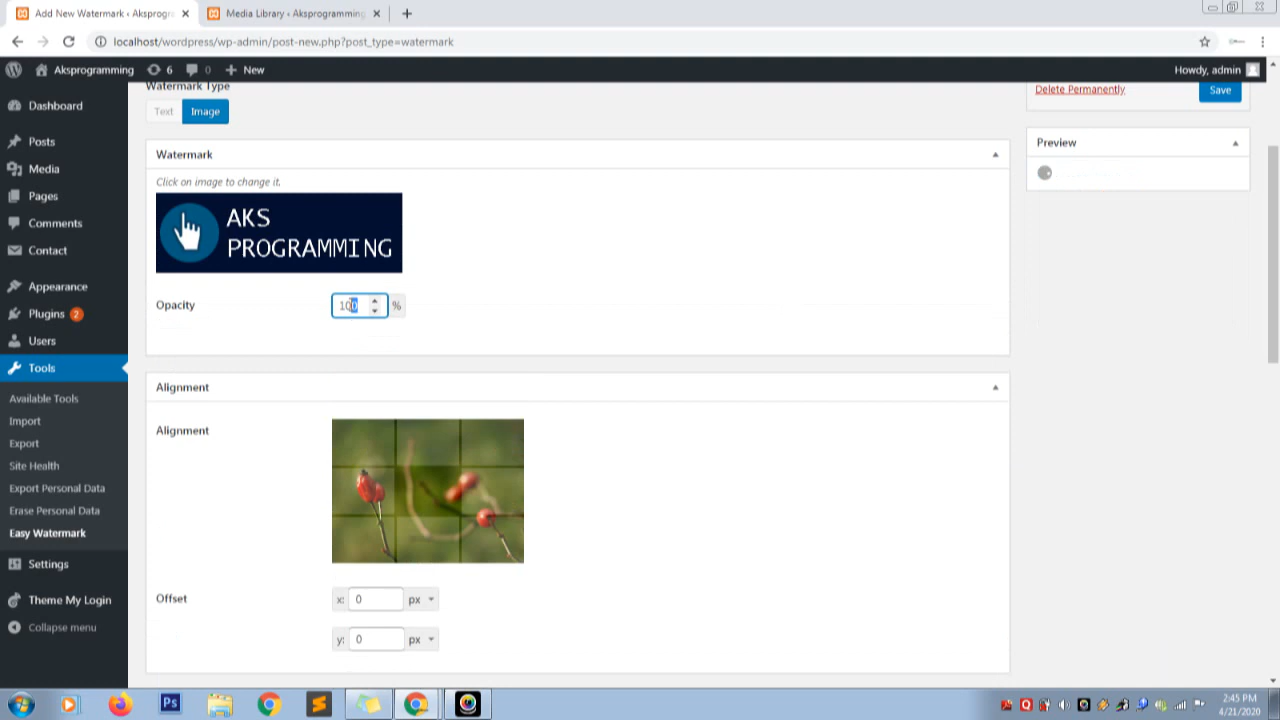 Add New Watermark ‹ Aksprogr
Media Library ‹ Aksprogramming
localhost/wordpress/wp-admin/post-new.php?post_type=watermark
Aksprogramming
6
0
New
Howdy, admin
Dashboard
Posts
Media
Pages
Comments
Contact
Appearance
Plugins 2
Users
Tools
Available Tools
Import
Export
Site Health
Export Personal Data
Erase Personal Data
Easy Watermark
Settings
Theme My Login
Collapse menu
Watermark Type
Text
Image
Watermark
Click on image to change it.
AKS
PROGRAMMING
Opacity
100
%
Alignment
Alignment
Offset
x: 0 px
y: 0 px
Delete Permanently
Save
Preview
Ps
2:45 PM
4/21/2020